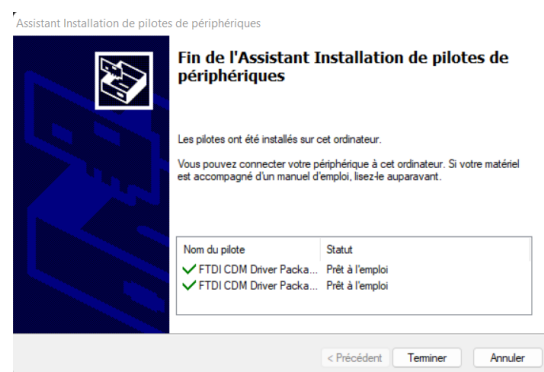 Assistant Installation de pilotes de périphériques
Fin de l'Assistant Installation de pilotes de
périphériques
Les pilotes ont été installés sur cet ordinateur.
Vous pouvez connecter votre périphérique à cet ordinateur. Si votre matériel
est accompagné d'un manuel d'emploi, lisez-le auparavant.
Nom du pilote Statut
FTDI CDM Driver Packa... Prêt à l'emploi
FTDI CDM Driver Packa... Prêt à l'emploi
< Précédent Terminer Annuler